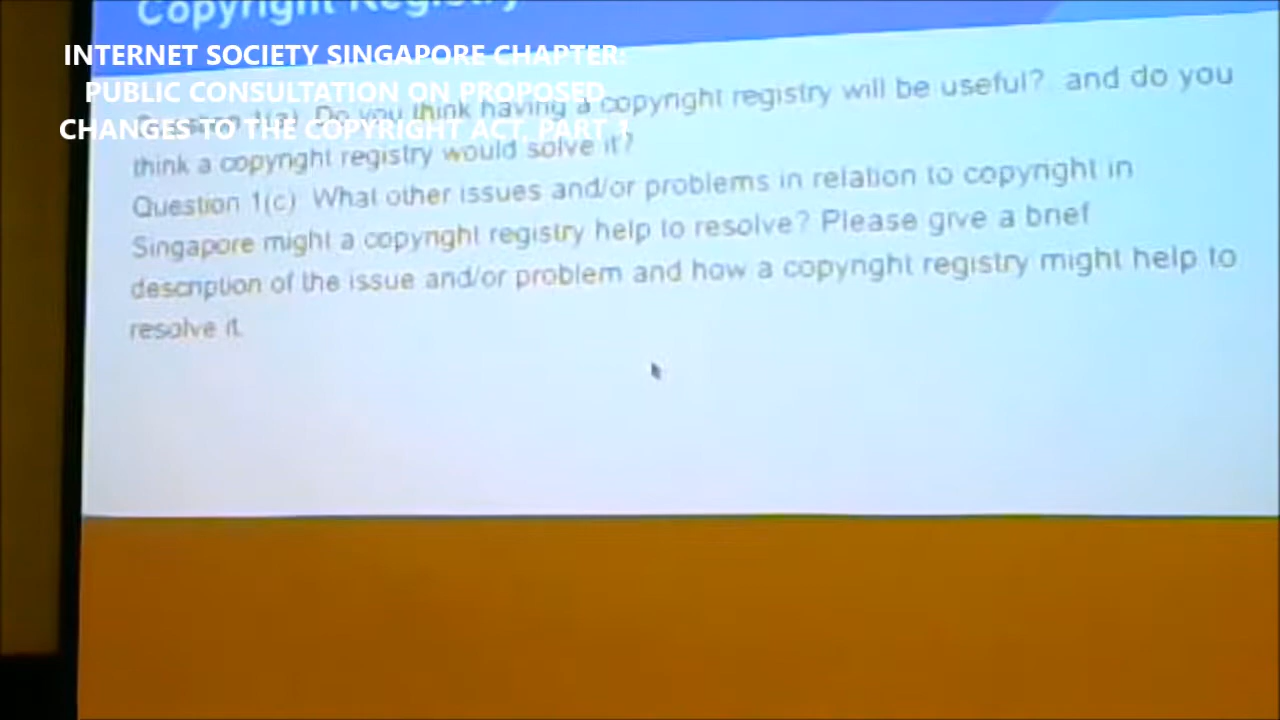 Copyright Registry
INTERNET SOCIETY SINGAPORE CHAPTER:
PUBLIC CONSULTATION ON PROPOSED
CHANGES TO THE COPYRIGHT ACT, PART 1
Do you think having a copyright registry will be useful? and do you
think a copyright registry would solve it?
Question 1(c) What other issues and/or problems in relation to copyright in
Singapore might a copyright registry help to resolve? Please give a brief
description of the issue and/or problem and how a copyright registry might help to
resolve it.